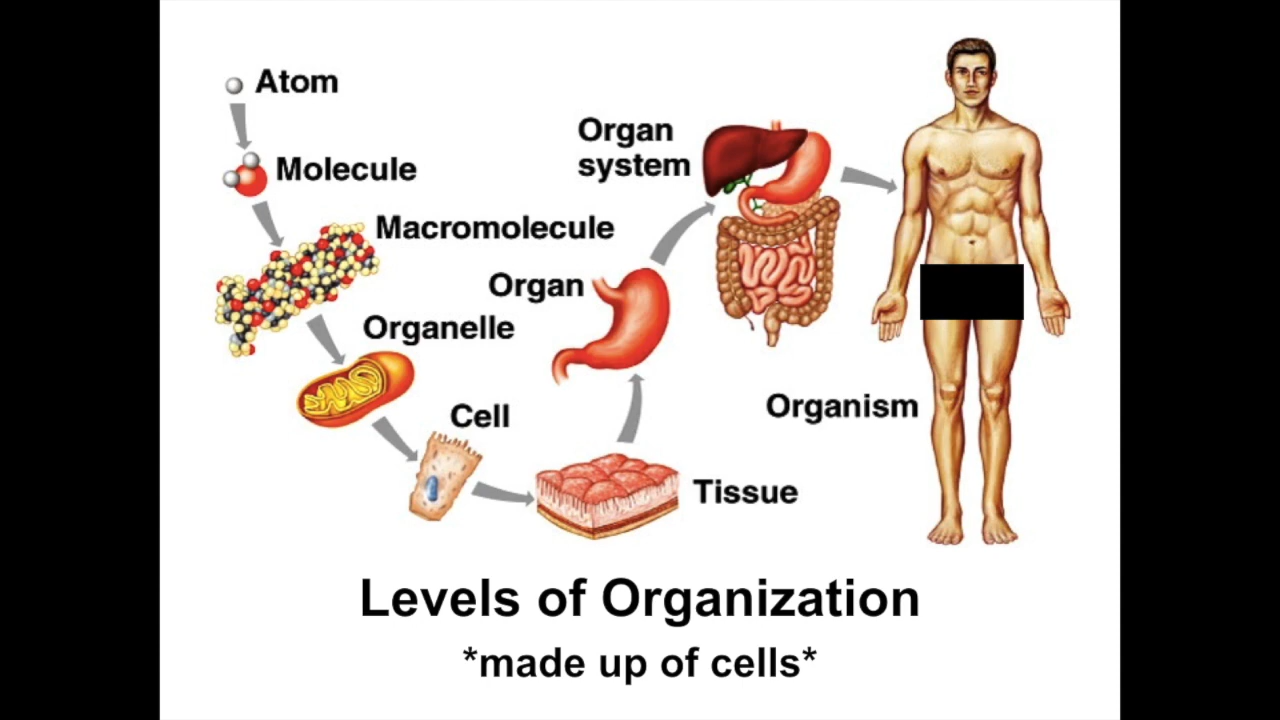 Atom
Molecule
Macromolecule
Organelle
Cell
Tissue
Organ
Organ
system
Organism
Levels of Organization
*made up of cells*